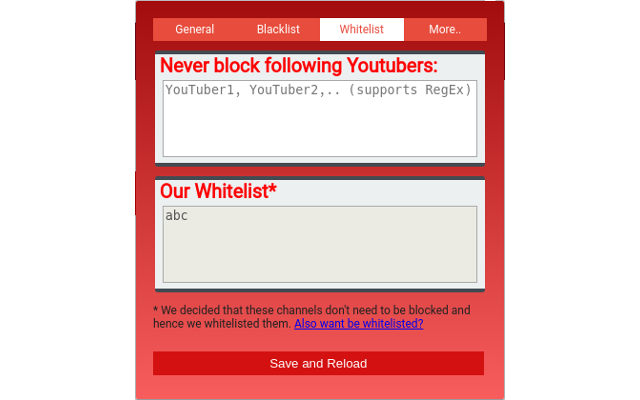 General Blacklist Whitelist More..
Never block following Youtubers:
YouTuber1, YouTuber2,.. (supports RegEx)
Our Whitelist*
abc
* We decided that these channels don't need to be blocked and
hence we whitelisted them. Also want be whitelisted?
Save and Reload